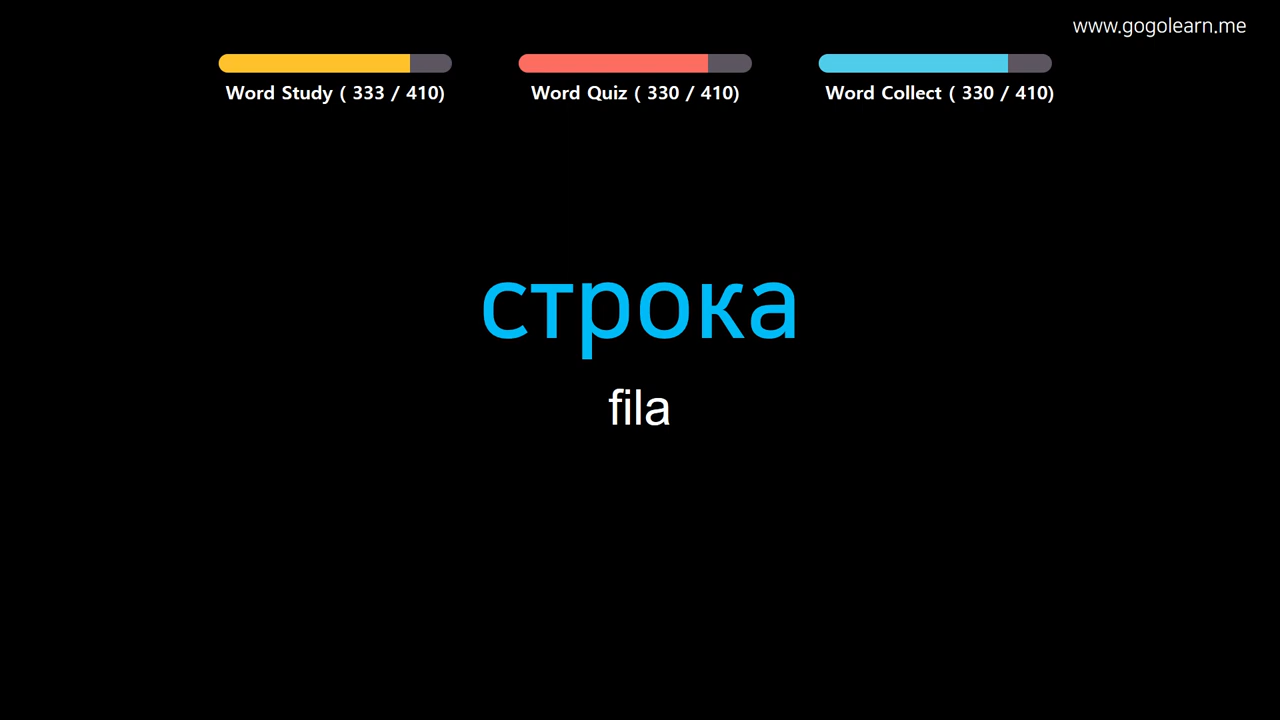 www.gogolearn.me
Word Study ( 333 / 410)
Word Quiz ( 330 / 410)
Word Collect ( 330 / 410)
строка
fila